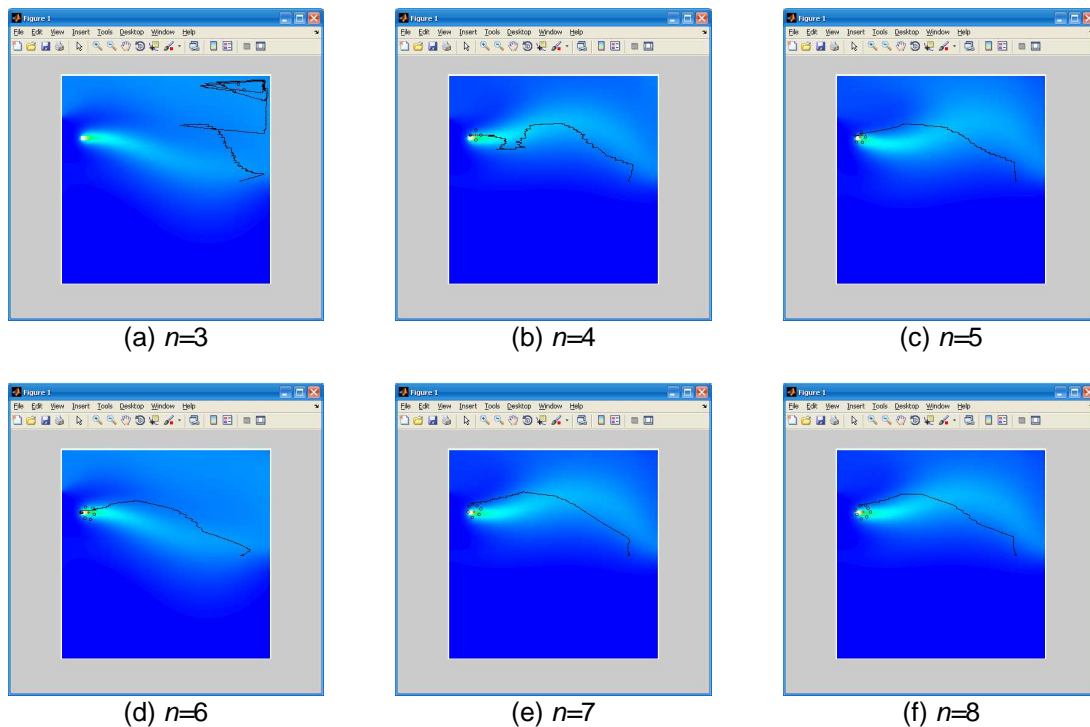 Figure 1
File Edit View Insert Tools Desktop Window Help
(a) n=3
Figure 1
File Edit View Insert Tools Desktop Window Help
(b) n=4
Figure 1
File Edit View Insert Tools Desktop Window Help
(c) n=5
Figure 1
File Edit View Insert Tools Desktop Window Help
(d) n=6
Figure 1
File Edit View Insert Tools Desktop Window Help
(e) n=7
Figure 1
File Edit View Insert Tools Desktop Window Help
(f) n=8